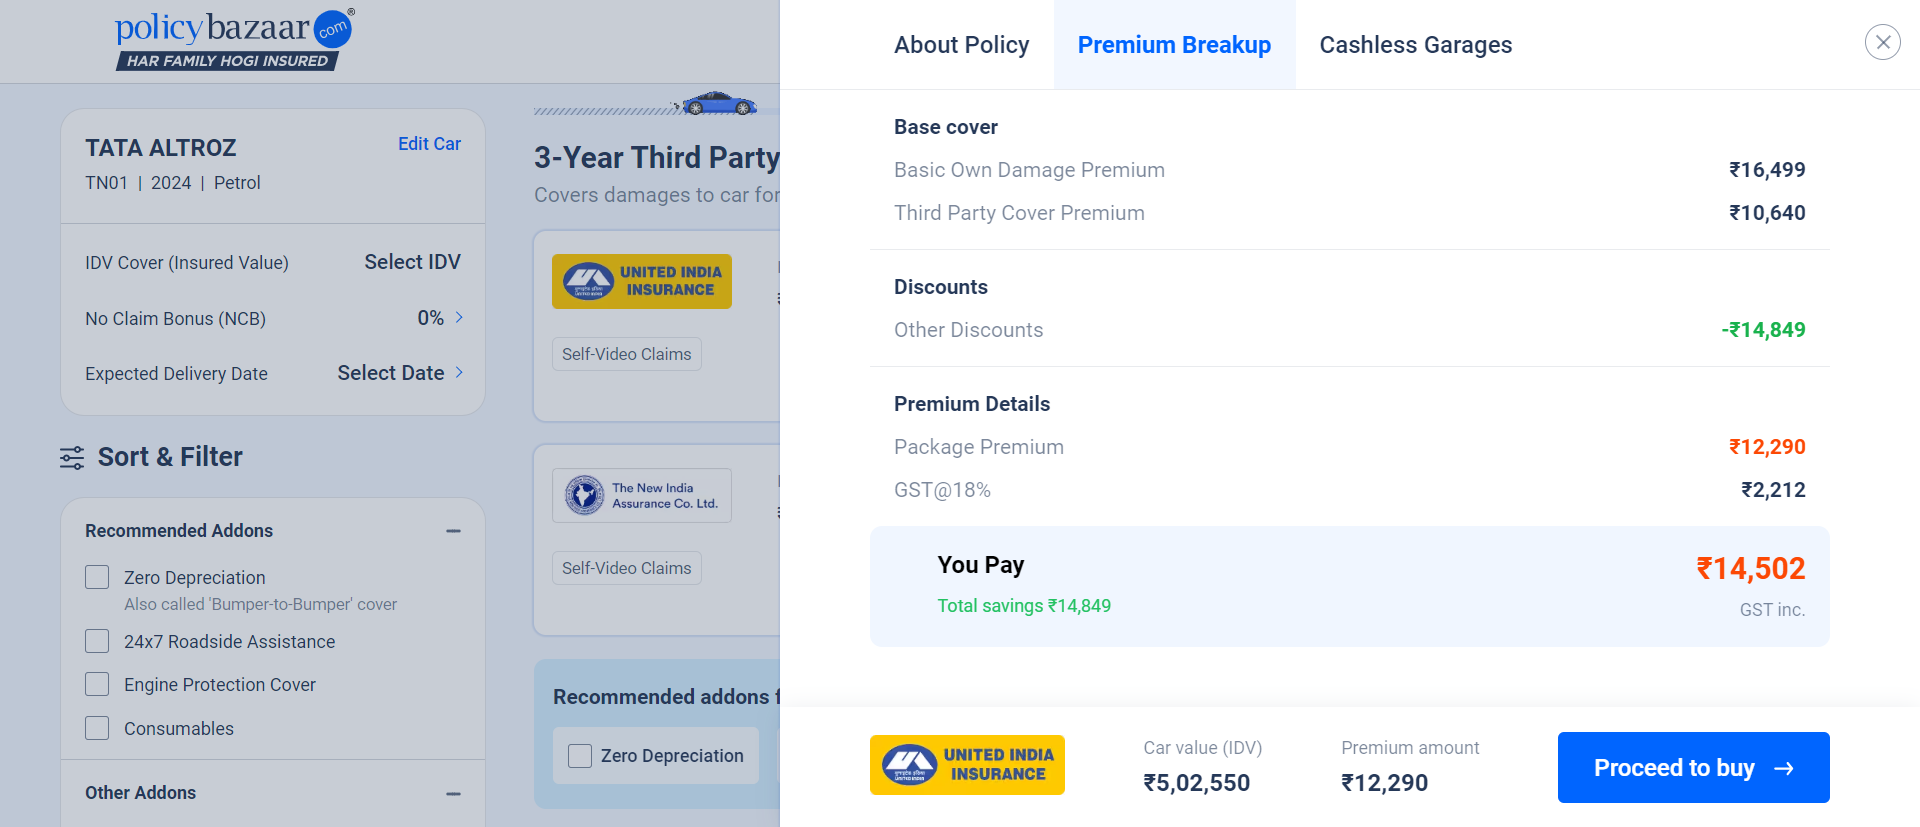 policybazaar com ®
HAR FAMILY HOGI INSURED
TATA ALTROZ
Edit Car
TN01 | 2024 | Petrol
IDV Cover (Insured Value)
Select IDV
No Claim Bonus (NCB)
0%
Expected Delivery Date
Select Date
Sort & Filter
Recommended Addons
Zero Depreciation
Also called 'Bumper-to-Bumper' cover
24x7 Roadside Assistance
Engine Protection Cover
Consumables
Other Addons
3-Year Third Party
Covers damages to car for
UNITED INDIA
INSURANCE
Self-Video Claims
The New India
Assurance Co. Ltd.
Self-Video Claims
Recommended addons
Zero Depreciation
About Policy
Premium Breakup
Cashless Garages
Base cover
Basic Own Damage Premium
₹16,499
Third Party Cover Premium
₹10,640
Discounts
Other Discounts
-₹14,849
Premium Details
Package Premium
₹12,290
GST@18%
₹2,212
You Pay
₹14,502
Total savings ₹14,849
GST inc.
UNITED INDIA
INSURANCE
Car value (IDV)
₹5,02,550
Premium amount
₹12,290
Proceed to buy